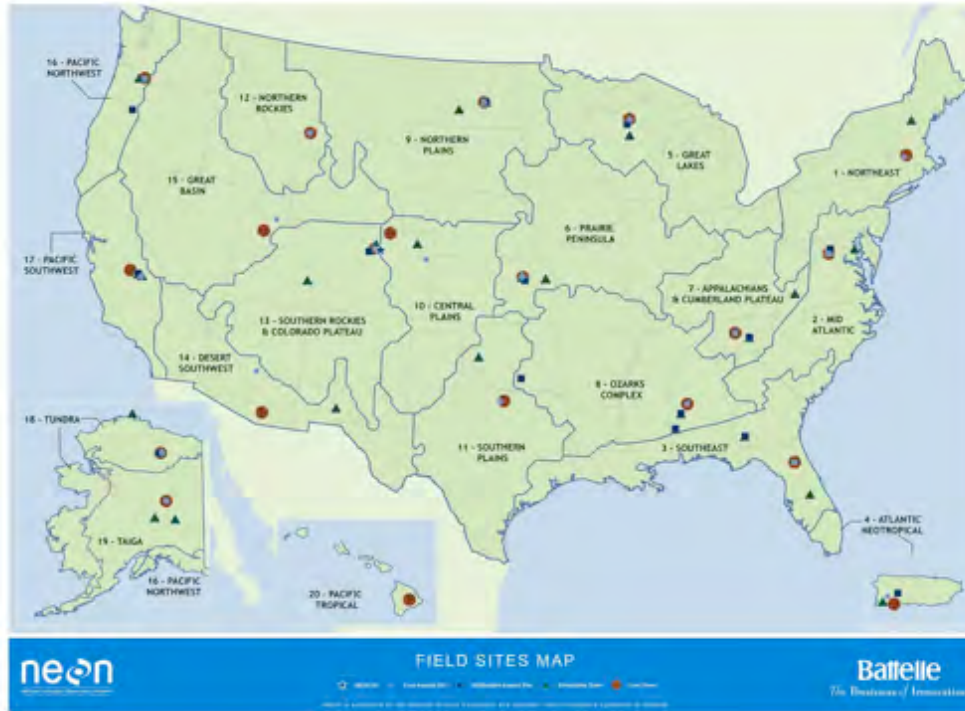 16 - PACIFIC
NORTHWEST
12 - NORTHERN
ROCKIES
9 - NORTHERN
PLAINS
5 - GREAT
LAKES
1 - NORTHEAST
15 - GREAT
BASIN
6 - PRAIRIE
PENINSULA
17 - PACIFIC
SOUTHWEST
7 - APPALACHIANS
& CUMBERLAND PLATEAU
10 - CENTRAL
PLAINS
13 - SOUTHERN ROCKIES
& COLORADO PLATEAU
2 - MID
ATLANTIC
14 - DESERT
SOUTHWEST
8 - OZARKS
COMPLEX
18 - TUNDRA
11 - SOUTHERN
PLAINS
3 - SOUTHEAST
4 - ATLANTIC
NEOTROPICAL
19 - TAIGA
16 - PACIFIC
NORTHWEST
20 - PACIFIC
TROPICAL
neon
FIELD SITES MAP
Battelle
The Business of Innovation